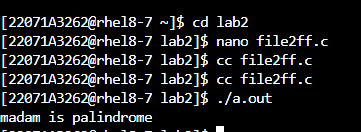 [22071A3262@rhel8-7 ~]$ cd lab2
[22071A3262@rhel8-7 lab2]$ nano file2ff.c
[22071A3262@rhel8-7 lab2]$ cc file2ff.c
[22071A3262@rhel8-7 lab2]$ cc file2ff.c
[22071A3262@rhel8-7 lab2]$ ./a.out
madam is palindrome